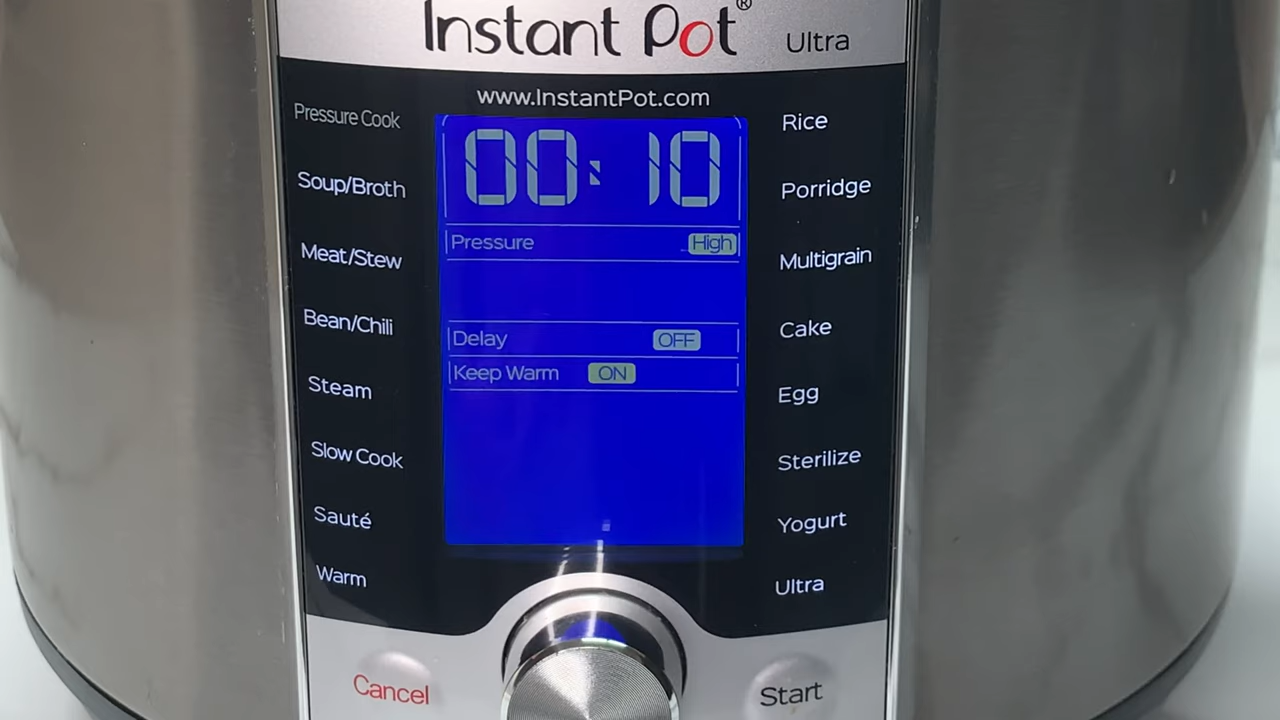 Instant Pot® Ultra
www.InstantPot.com
Pressure Cook
Soup/Broth
Meat/Stew
Bean/Chili
Steam
Slow Cook
Sauté
Warm
00:10
Pressure High
Delay OFF
Keep Warm ON
Rice
Porridge
Multigrain
Cake
Egg
Sterilize
Yogurt
Ultra
Cancel
Start